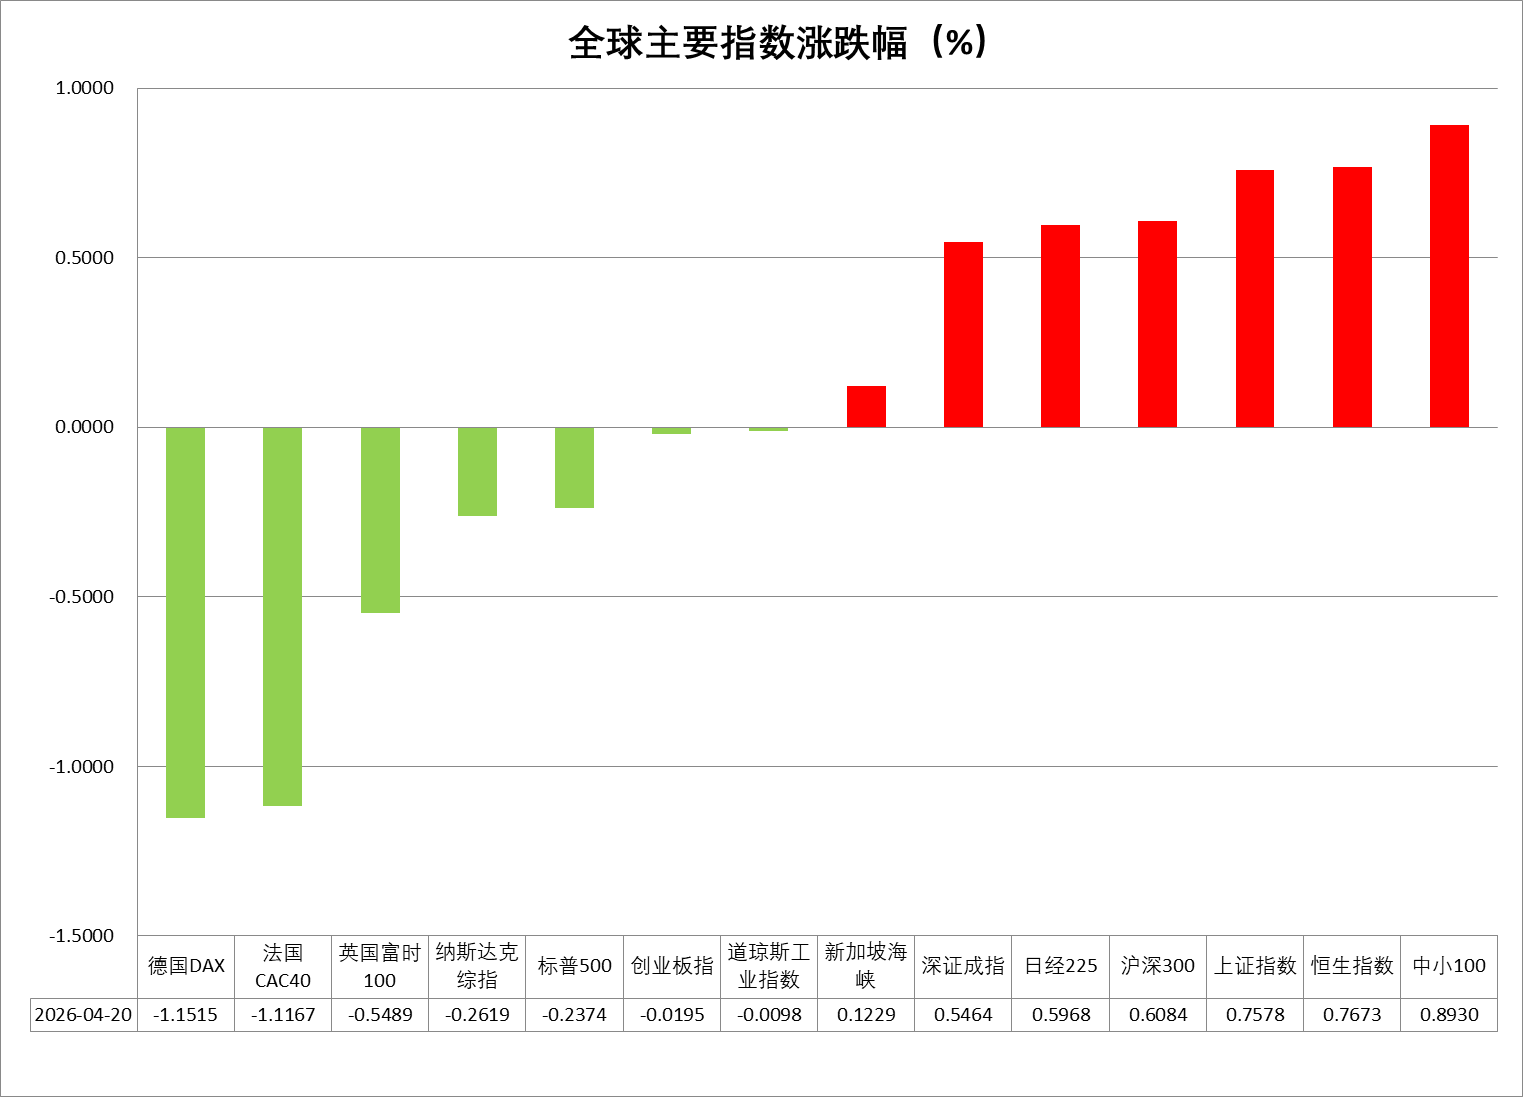 全球主要指数涨跌幅（%）
1.0000
0.5000
0.0000
-0.5000
-1.0000
-1.5000
德国DAX
法国
CAC40
英国富时
100
纳斯达克
综指
标普500
创业板指
道琼斯工
业指数
新加坡海
峡
深证成指
日经225
沪深300
上证指数
恒生指数
中小100
2026-04-20 -1.1515 -1.1167 -0.5489 -0.2619 -0.2374 -0.0195 -0.0098 0.1229 0.5464 0.5968 0.6084 0.7578 0.7673 0.8930